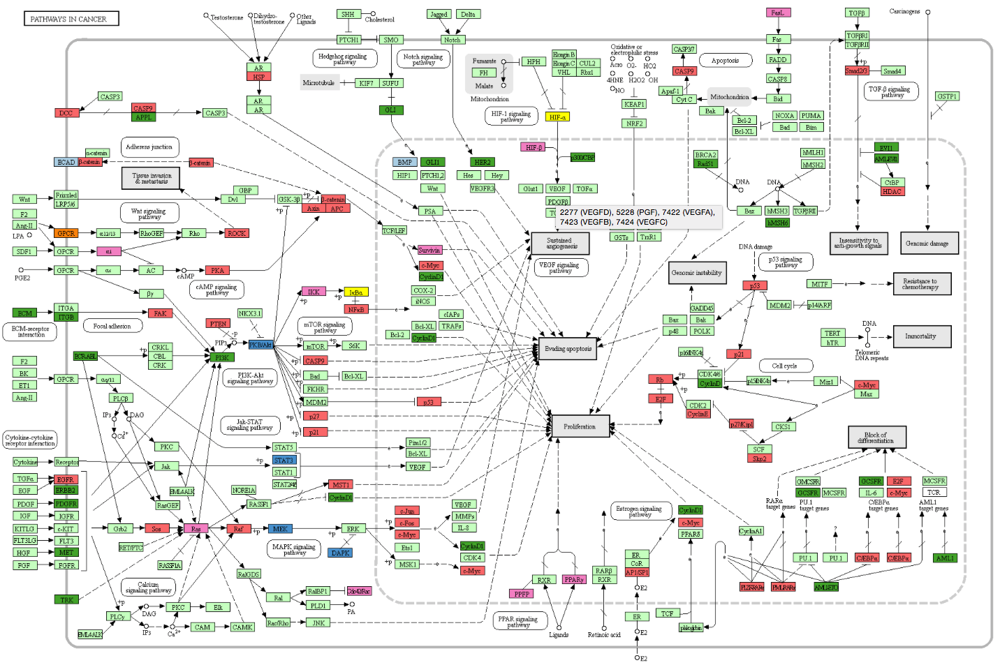 PATHWAYS IN CANCER
Testosterone
Dihydro-
testosterone
Other
Ligands
SHH
Cholesterol
Jagged
Delta
FasL
TGFβ
Carcinogens
PTCH1
SMO
Notch
Fas
TGFβRI
TGFβRII
Hedgehog signaling
pathway
Notch signaling
pathway
Oxidative or
electrophilic stress
CASP3/7
Apoptosis
FADD
AR
HSP
Fumarate
FH
Malate
Mitochondrion
HPH
Elongin B
Elongin C
CUL2
VHL
Rbx1
Acro
O2-
HO2
4HNE
H2O2
OH
NO
CASP9
CASP8
Smad2/3
+p
Smad4
TGF-β signaling
pathway
GSTP1
Microtubule
KIF7
SUFU
Apaf-1
Cyt C
Mitochondrion
Bid
CASP3
AR
AR
DCC
CASP9
APPL
CASP3
GLI
HIF-1 signaling
pathway
HIF-α
KEAP1
NRF2
Bak
Bcl-2
Bcl-XL
NOXA
PUMA
Bad
Bim
Adherens junction
α-catenin
ECAD
β-catenin
β-catenin
BMP
GLI1
HER2
HIF-β
p300/CBP
BRCA2
Rad51
hMLH1
hMSH2
EVI1
AML-EVI1
Tissue invasion
& metastasis
HIP1
PTCH1,2
Hes
Hey
DNA
DNA
CtBP
HDAC
Wnt
Frizzled
LRP5/6
GBP
Dvl
GSK-3β
+p
β-catenin
Axin
APC
Wnt
VEGFR3
Glut1
VEGF
TGFα
PDGFβ
PSA
Bax
hMSH3
TGFβRII
hMSH6
2277 (VEGFD), 5228 (PGF), 7422 (VEGFA),
7423 (VEGFB), 7424 (VEGFC)
Wnt signaling
pathway
F2
Ang-II
LPA
GPCR
α12/13
RhoGEF
Rho
ROCK
TCF/LEF
Sustained
angiogenesis
GSTs
TxrR1
Insensitivity to
anti-growth signals
Genomic damage
SDF1
GPCR
αi
Survivin
DNA damage
p53 signaling
pathway
PGE2
GPCR
αs
AC
cAMP
PKA
c-Myc
CyclinD1
VEGF signaling
pathway
Genomic instability
cAMP signaling
pathway
βγ
IKK
+p
IκBα
+p
NFκB
COX-2
iNOS
p53
MITF
Resistance to
chemotherapy
ECM
ITGA
ITGB
FAK
NKX3.1
cIAPs
GADD45
MDM2
p14/ARF
ECM-receptor
interaction
Focal adhesion
PTEN
-p
PIP3
+p
PKB/Akt
mTOR signaling
pathway
Bcl-XL
TRAFs
Bcl-2
CyclinD1
Bax
Bak
p48
POLK
DNA
TERT
hTR
Telomeric
DNA repeats
Immortality
BCR-ABL
+p
CRKL
CBL
CRK
PI3K
mTOR
S6K
Evading apoptosis
p21
F2
BK
ET1
Ang-II
GPCR
αq/11
PI3K-Akt
signaling pathway
+p
CASP9
Bad
Bcl-XL
FKHR
MDM2
p53
p27
p21
p16INK4a
CDK4/6
CyclinD
p15INK4b
Cell cycle
Miz1
c-Myc
Max
Rb
+p
E2F
+p
CDK2
CyclinE
p27/Kip1
CKS1
SCF
Skp2
PLCβ
IP3
DAG
Ca2+
Jak-STAT
signaling pathway
Proliferation
Block of
differentiation
Cytokine-cytokine
receptor interaction
PKC
STAT5
Pim1/2
Bcl-XL
Cytokine
Receptor
Jak
+p
STAT3
STAT1
STAT2/4/6
VEGF
TGFα
EGF
PDGF
IGF
KITLG
FLT3LG
HGF
FGF
EGFR
ERBB2
PDGFR
IGFR
c-KIT
FLT3
MET
FGFR
EML4-ALK
RasGEF
NORE1A
RASSF1
MST1
CyclinD1
GMCSFR
GCSFR
MCSFR
GCSFR
IL-6
E2F
c-Myc
MCSFR
TCR
RARα
target genes
PU.1
target genes
C/EBPα
target genes
AML1
target genes
Grb2
Sos
Ras
Raf
+p
MEK
+p
ERK
DAPK
MAPK signaling
pathway
RET/PTC
RASSF1A
c-Jun
c-Fos
c-Myc
Ets1
+p
MSK1
VEGF
MMPs
IL-8
CyclinD1
CDK4
c-Myc
Estrogen signaling
pathway
CyclinD1
c-Myc
PPARδ
CyclinA1
?
PU.1
PU.1
C/EBPα
C/EBPα
AML1
ER
CoR
AP1/SP1
E2
RXR
PPARγ
PPFP
RARβ
RXR
PLZF-RARα
PML-RARα
AML1-ETO
TRK
Calcium
signaling pathway
RalGDS
Ral
RalBP1
Cdc42/Rac
PLD1
PA
Rac/Rho
JNK
+p
PLCγ
DAG
IP3
Ca2+
PKC
Elk
CAM
CAMK
EML4-ALK
PPAR signaling
pathway
Ligands
Retinoic acid
ER
E2
E2
TCF